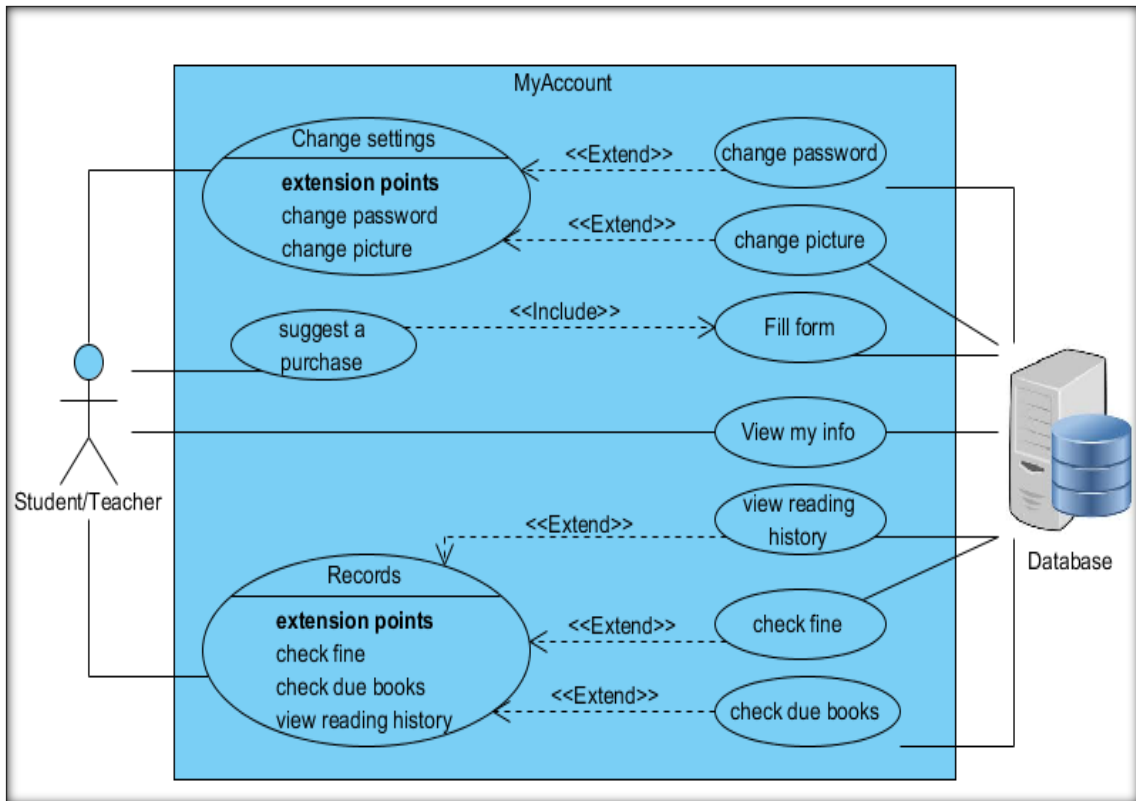 MyAccount
Change settings
extension points
change password
change picture
<<Extend>>
change password
<<Extend>>
change picture
suggest a
purchase
<<Include>>
Fill form
View my info
Student/Teacher
Database
<<Extend>>
view reading
history
Records
extension points
check fine
check due books
view reading history
<<Extend>>
check fine
<<Extend>>
check due books